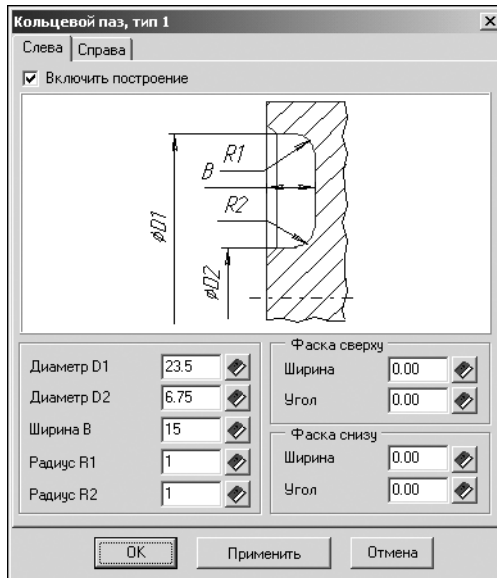 Кольцевой паз, тип 1
Слева Справа
Включить построение
R1
B
R2
φD1
φD2
Диаметр D1 23.5
Диаметр D2 6.75
Ширина B 15
Радиус R1 1
Радиус R2 1
Фаска сверху
Ширина 0.00
Угол 0.00
Фаска снизу
Ширина 0.00
Угол 0.00
OK Применить Отмена